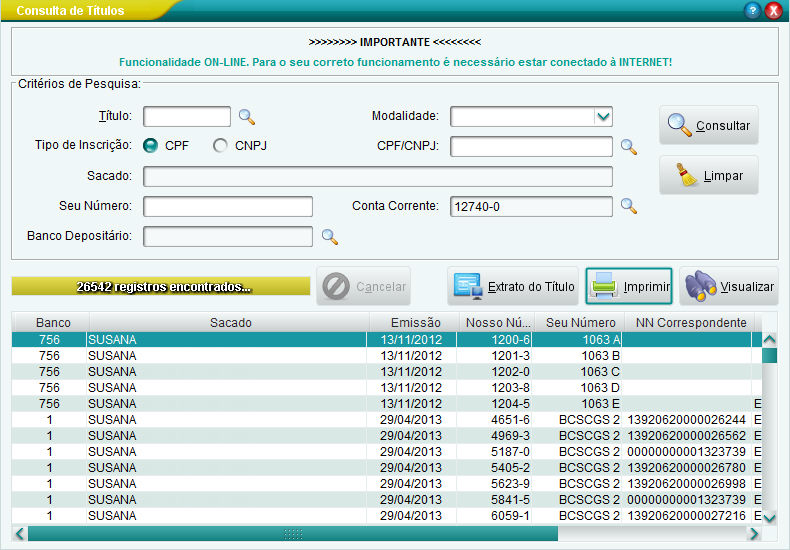 Consulta de Títulos
>>>>>>>> IMPORTANTE <<<<<<<<
Funcionalidade ON-LINE. Para o seu correto funcionamento é necessário estar conectado à INTERNET!
Critérios de Pesquisa:
Título: Modalidade: Consultar
Tipo de Inscrição: CPF CNPJ CPF/CNPJ:
Sacado: Limpar
Seu Número: Conta Corrente: 12740-0
Banco Depositário:
26542 registros encontrados... Cancelar Extrato do Título Imprimir Visualizar
Banco Sacado Emissão Nosso Nú... Seu Número NN Correspondente
756 SUSANA 13/11/2012 1200-6 1063 A
756 SUSANA 13/11/2012 1201-3 1063 B
756 SUSANA 13/11/2012 1202-0 1063 C
756 SUSANA 13/11/2012 1203-8 1063 D
756 SUSANA 13/11/2012 1204-5 1063 E E
1 SUSANA 29/04/2013 4651-6 BCSCGS 2 13920620000026244 E
1 SUSANA 29/04/2013 4969-3 BCSCGS 2 13920620000026562 E
1 SUSANA 29/04/2013 5187-0 BCSCGS 2 00000000001323739 E
1 SUSANA 29/04/2013 5405-2 BCSCGS 2 13920620000026780 E
1 SUSANA 29/04/2013 5623-9 BCSCGS 2 13920620000026998 E
1 SUSANA 29/04/2013 5841-5 BCSCGS 2 00000000001323739 E
1 SUSANA 29/04/2013 6059-1 BCSCGS 2 13920620000027216 E